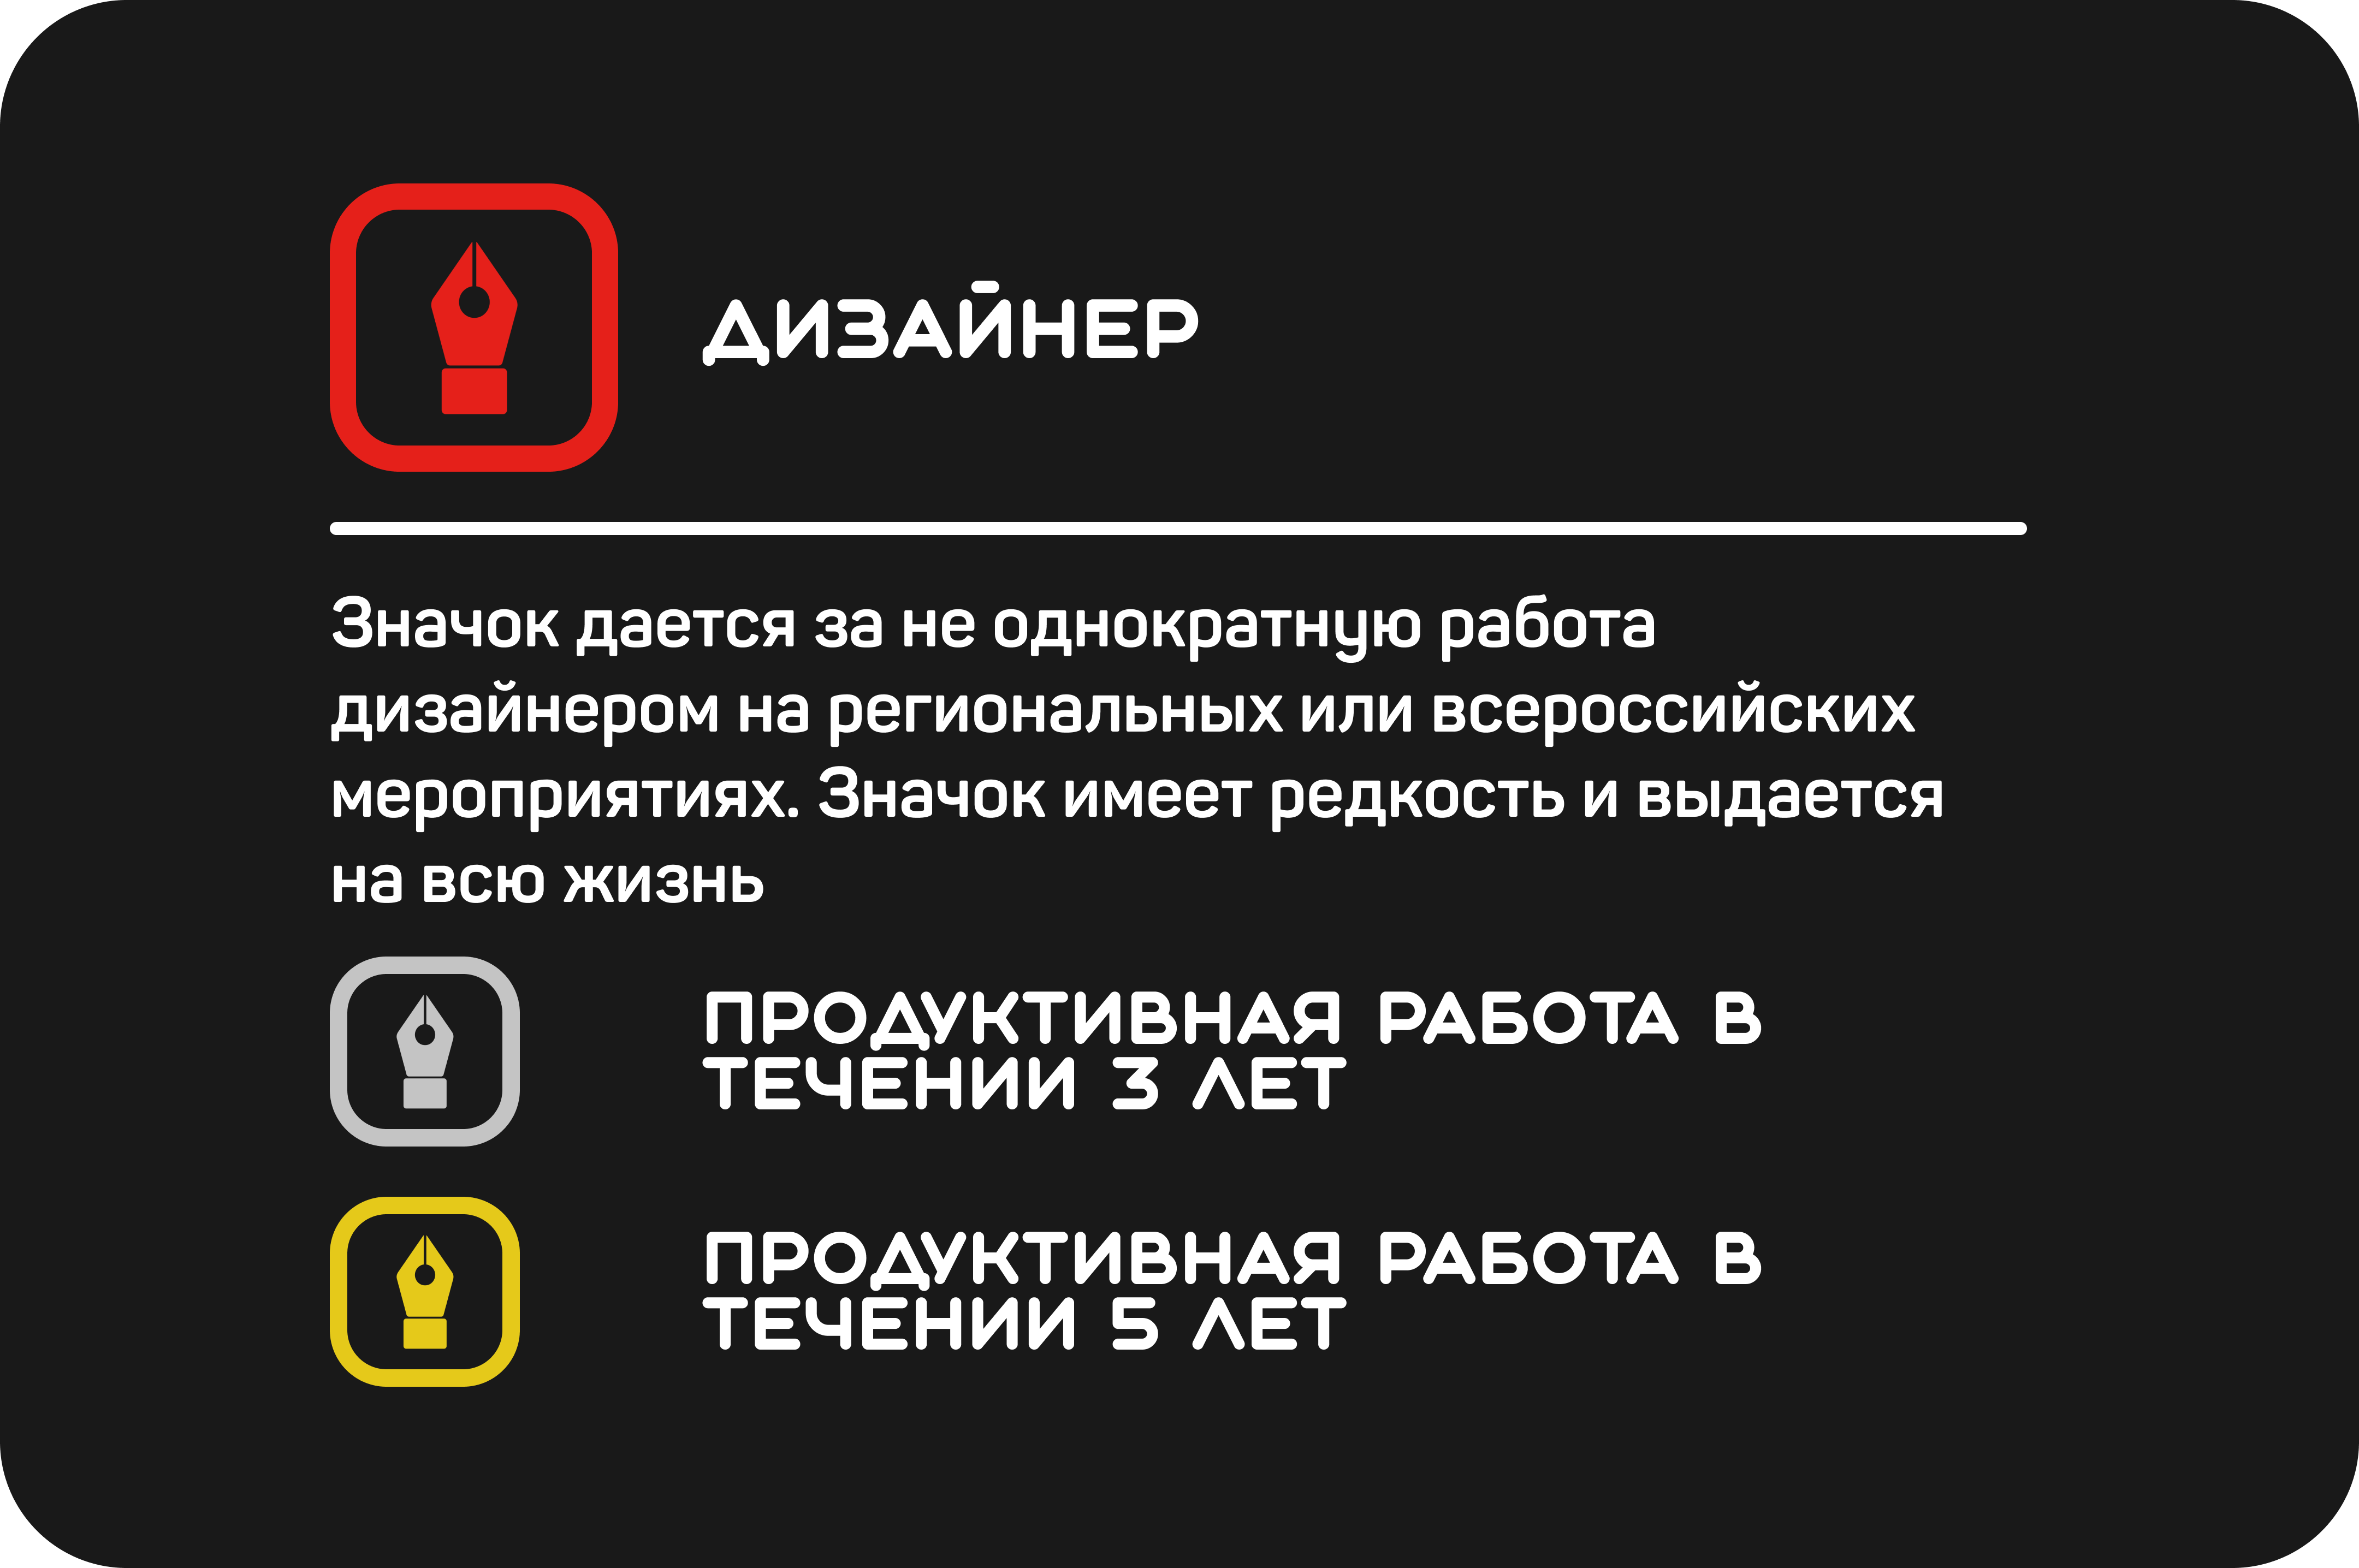 ДИЗАЙНЕР
Значок дается за не однократную работа
дизайнером на региональных или всероссийских
мероприятиях. Значок имеет редкость и выдается
на всю жизнь
ПРОДУКТИВНАЯ РАБОТА В
ТЕЧЕНИИ 3 ЛЕТ
ПРОДУКТИВНАЯ РАБОТА В
ТЕЧЕНИИ 5 ЛЕТ